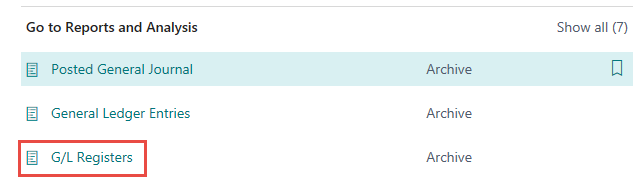 Go to Reports and Analysis Show all (7)
Posted General Journal Archive
General Ledger Entries Archive
G/L Registers Archive